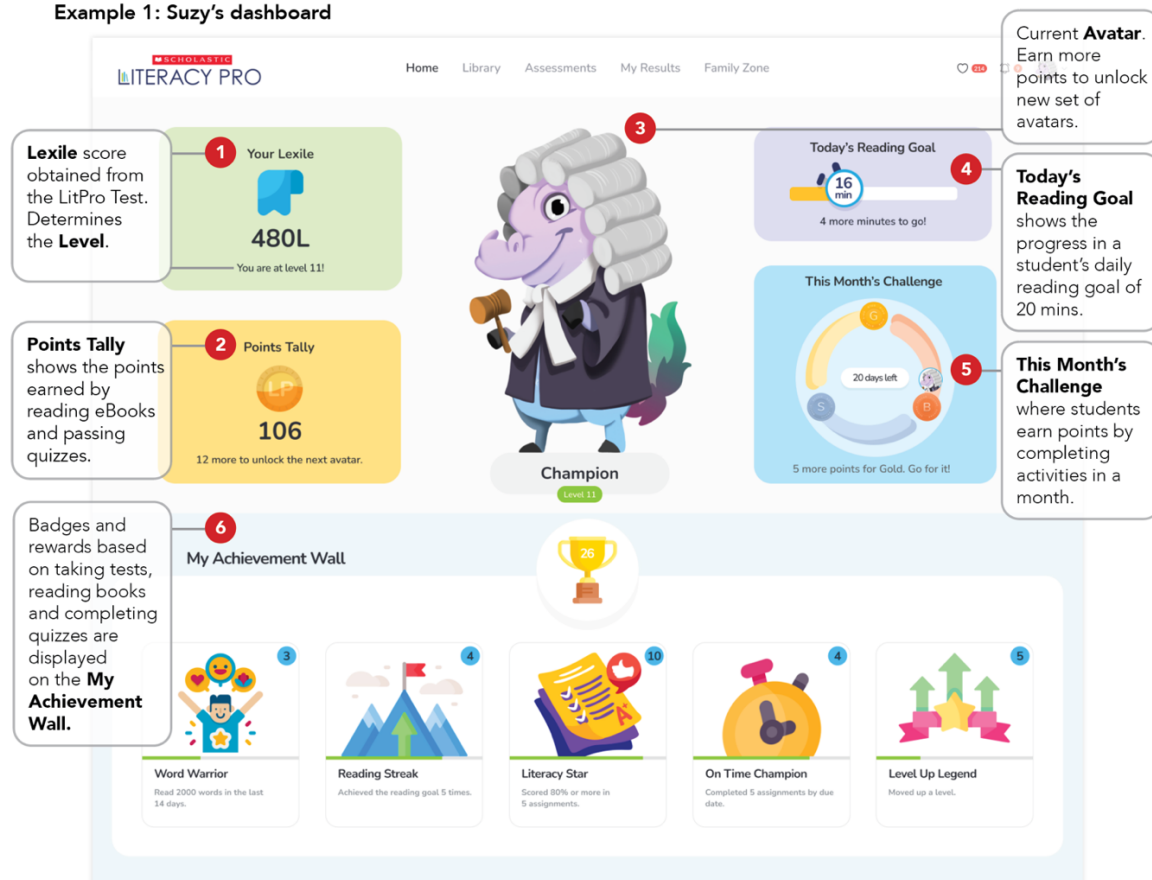 Example 1: Suzy's dashboard
SCHOLASTIC
LITERACY PRO
Home
Library
Assessments
My Results
Family Zone
214
Current Avatar.
Earn more
points to unlock
new set of
avatars.
Lexile score
obtained from
the LitPro Test.
Determines
the Level.
1
Your Lexile
480L
You are at level 11!
3
Today's Reading Goal
16
min
4 more minutes to go!
4
Today's
Reading Goal
shows the
progress in a
student's daily
reading goal of
20 mins.
Points Tally
shows the points
earned by
reading eBooks
and passing
quizzes.
2
Points Tally
LP
106
12 more to unlock the next avatar.
This Month's Challenge
G
20 days left
S
B
5 more points for Gold. Go for it!
5
This Month's
Challenge
where students
earn points by
completing
activities in a
month.
Champion
Level 11
Badges and
rewards based
on taking tests,
reading books
and completing
quizzes are
displayed
on the My
Achievement
Wall.
6
My Achievement Wall
26
3
Word Warrior
Read 2000 words in the last
14 days.
4
Reading Streak
Achieved the reading goal 5 times.
10
A+
Literacy Star
Scored 80% or more in
5 assignments.
4
On Time Champion
Completed 5 assignments by due
date.
5
Level Up Legend
Moved up a level.